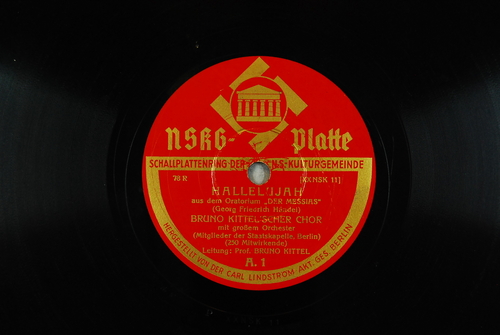 NSKG-Platte
SCHALLPLATTENRING DER N.S.-KULTURGEMEINDE
78 R [XXNSK 11]
HALLELUJAH
aus dem Oratorium „DER MESSIAS"
(Georg Friedrich Händel)
BRUNO KITTEL'SCHER CHOR
mit großem Orchester
(Mitglieder der Staatskapelle, Berlin)
(250 Mitwirkende)
Leitung: Prof. BRUNO KITTEL
A. 1
HERGESTELLT VON DER CARL LINDSTRÖM-AKT. GES. BERLIN